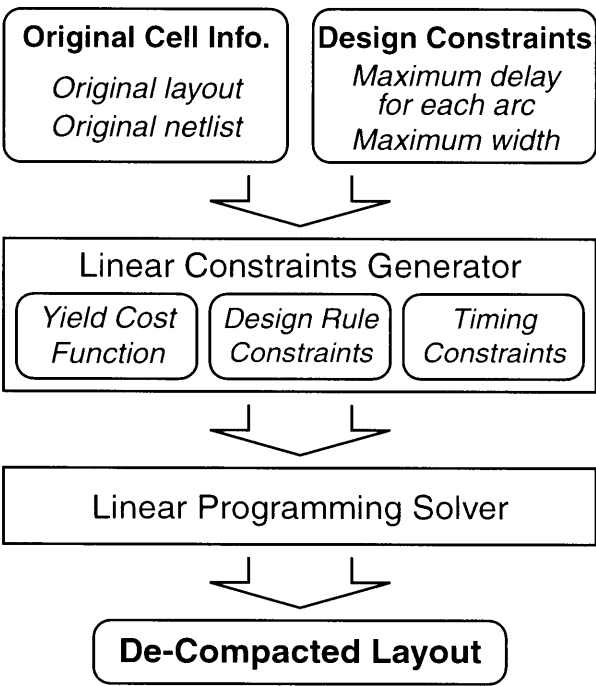 Original Cell Info.
Original layout
Original netlist
Design Constraints
Maximum delay
for each arc
Maximum width
Linear Constraints Generator
Yield Cost
Function
Design Rule
Constraints
Timing
Constraints
Linear Programming Solver
De-Compacted Layout